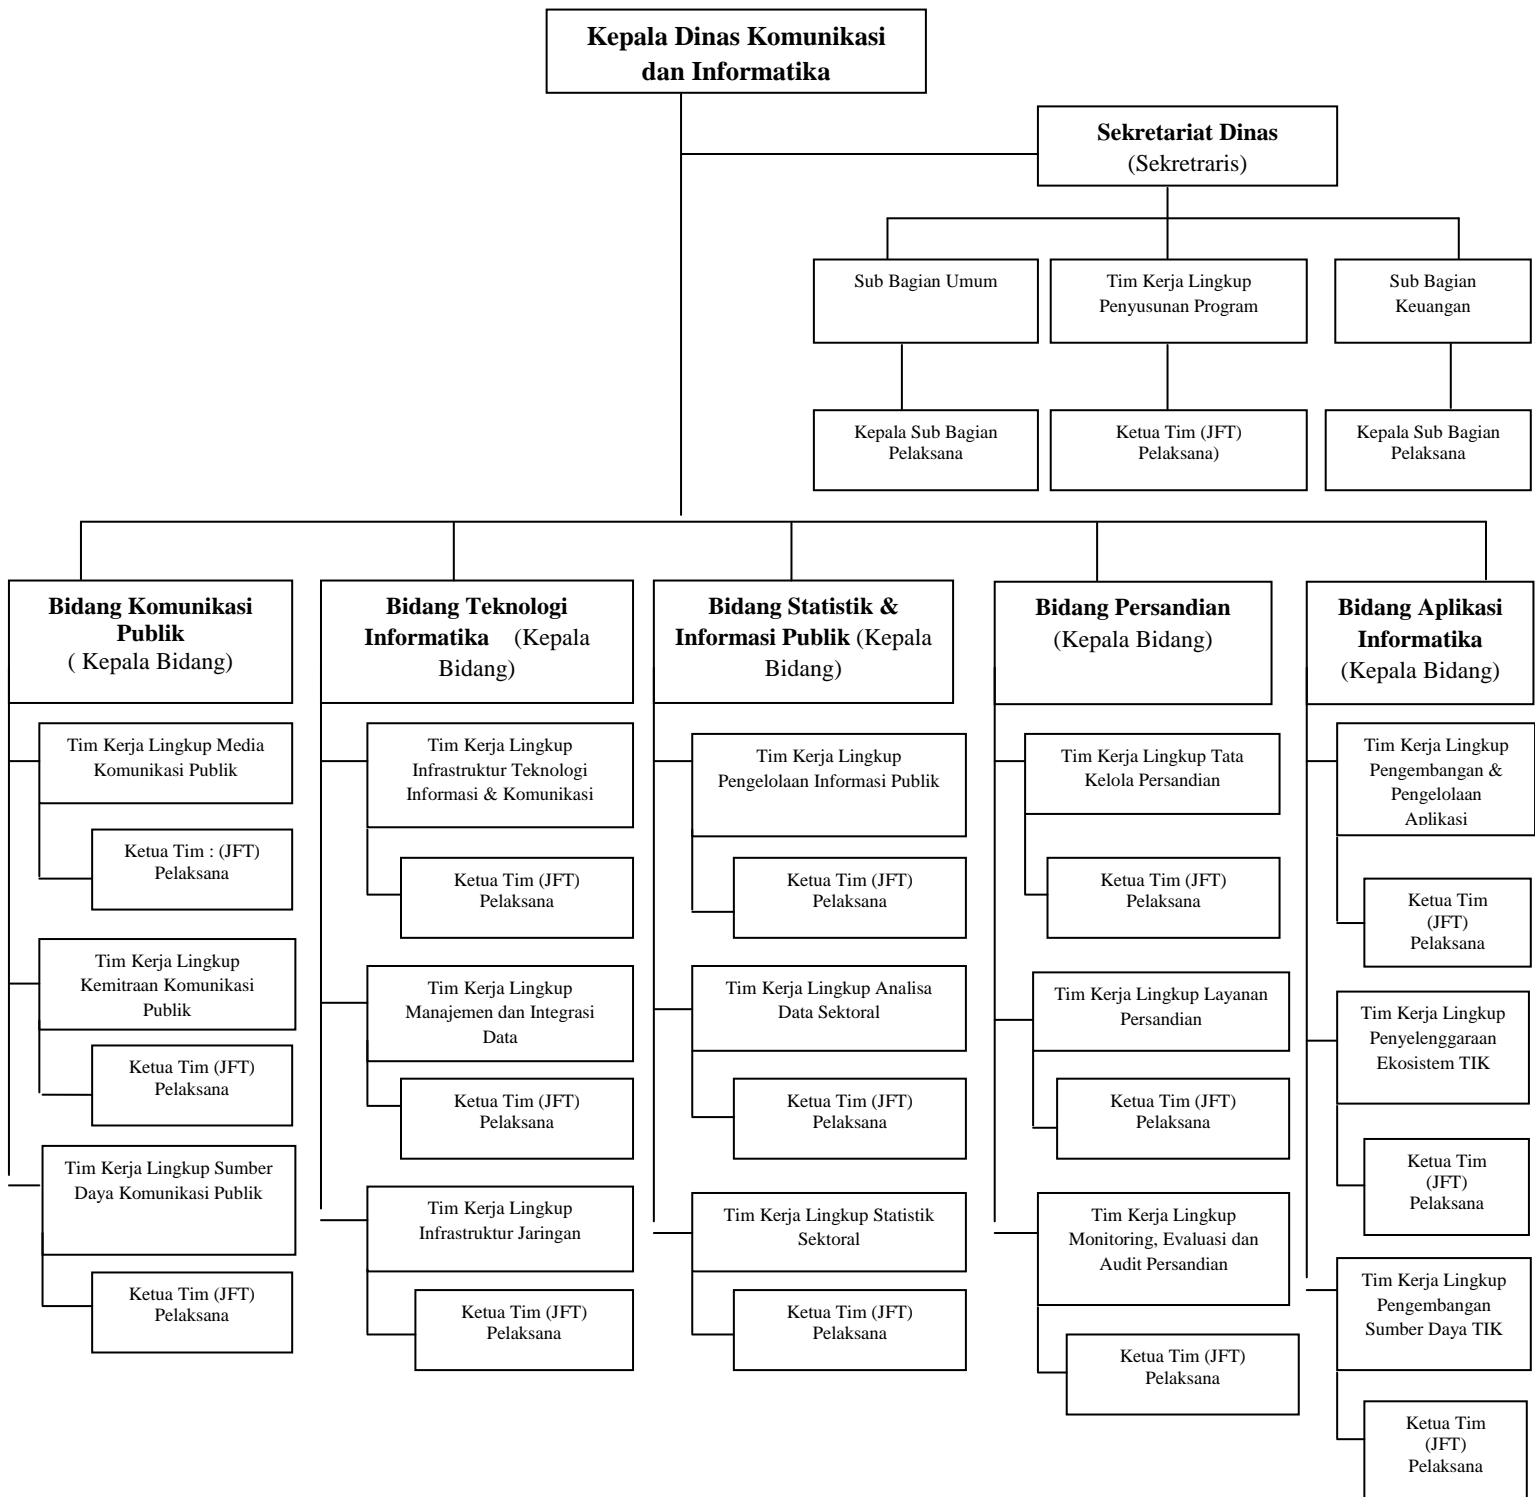 Kepala Dinas Komunikasi
dan Informatika
Sekretariat Dinas
(Sekretraris)
Sub Bagian Umum
Tim Kerja Lingkup
Penyusunan Program
Sub Bagian
Keuangan
Kepala Sub Bagian
Pelaksana
Ketua Tim (JFT)
Pelaksana)
Kepala Sub Bagian
Pelaksana
Bidang Komunikasi
Publik
( Kepala Bidang)
Tim Kerja Lingkup Media
Komunikasi Publik
Ketua Tim : (JFT)
Pelaksana
Tim Kerja Lingkup
Kemitraan Komunikasi
Publik
Ketua Tim (JFT)
Pelaksana
Tim Kerja Lingkup Sumber
Daya Komunikasi Publik
Ketua Tim (JFT)
Pelaksana
Bidang Teknologi
Informatika (Kepala
Bidang)
Tim Kerja Lingkup
Infrastruktur Teknologi
Informasi & Komunikasi
Ketua Tim (JFT)
Pelaksana
Tim Kerja Lingkup
Manajemen dan Integrasi
Data
Ketua Tim (JFT)
Pelaksana
Tim Kerja Lingkup
Infrastruktur Jaringan
Ketua Tim (JFT)
Pelaksana
Bidang Statistik &
Informasi Publik (Kepala
Bidang)
Tim Kerja Lingkup
Pengelolaan Informasi Publik
Ketua Tim (JFT)
Pelaksana
Tim Kerja Lingkup Analisa
Data Sektoral
Ketua Tim (JFT)
Pelaksana
Tim Kerja Lingkup Statistik
Sektoral
Ketua Tim (JFT)
Pelaksana
Bidang Persandian
(Kepala Bidang)
Tim Kerja Lingkup Tata
Kelola Persandian
Ketua Tim (JFT)
Pelaksana
Tim Kerja Lingkup Layanan
Persandian
Ketua Tim (JFT)
Pelaksana
Tim Kerja Lingkup
Monitoring, Evaluasi dan
Audit Persandian
Ketua Tim (JFT)
Pelaksana
Bidang Aplikasi
Informatika
(Kepala Bidang)
Tim Kerja Lingkup
Pengembangan &
Pengelolaan
Aplikasi
Ketua Tim
(JFT)
Pelaksana
Tim Kerja Lingkup
Penyelenggaraan
Ekosistem TIK
Ketua Tim
(JFT)
Pelaksana
Tim Kerja Lingkup
Pengembangan
Sumber Daya TIK
Ketua Tim
(JFT)
Pelaksana